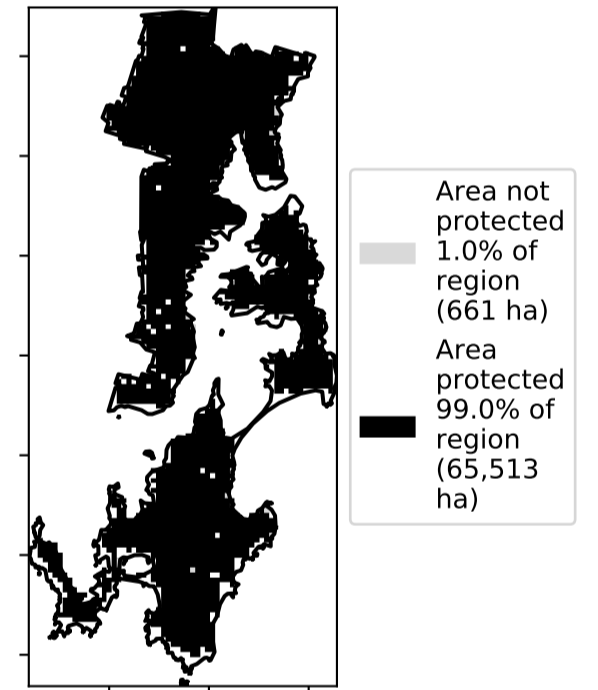 Area not
protected
1.0% of
region
(661 ha)
Area
protected
99.0% of
region
(65,513
ha)